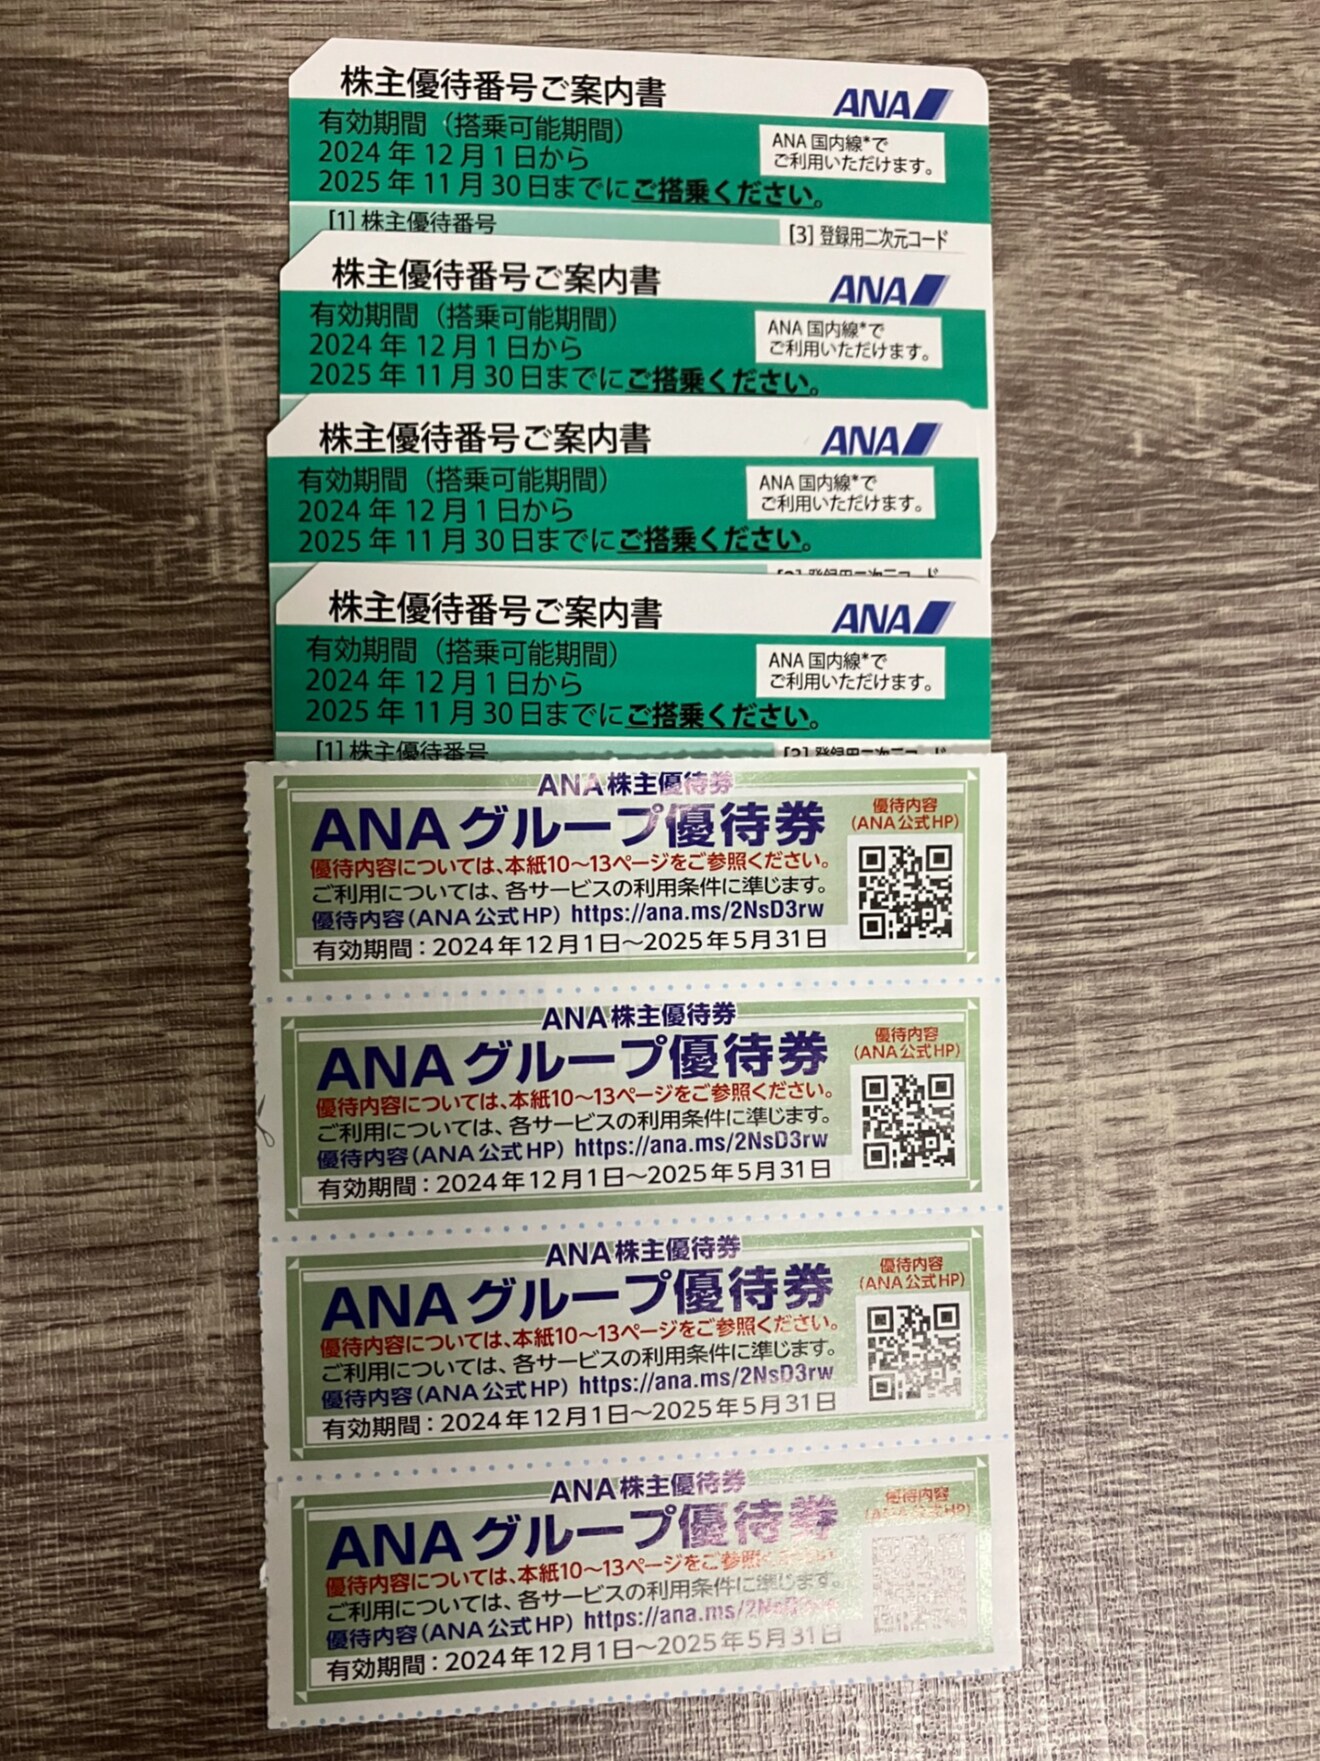 株主優待番号ご案内書
ANA
有効期間（搭乗可能期間）
2024年12月1日から
2025年11月30日までにご搭乗ください。
ANA国内線*で
ご利用いただけます。
[1] 株主優待番号
[3] 登録用二次元コード
株主優待番号ご案内書
ANA
有効期間（搭乗可能期間）
2024年12月1日から
2025年11月30日までにご搭乗ください。
ANA国内線*で
ご利用いただけます。
株主優待番号ご案内書
ANA
有効期間（搭乗可能期間）
2024年12月1日から
2025年11月30日までにご搭乗ください。
ANA国内線*で
ご利用いただけます。
株主優待番号ご案内書
ANA
有効期間（搭乗可能期間）
2024年12月1日から
2025年11月30日までにご搭乗ください。
ANA国内線*で
ご利用いただけます。
[1] 株主優待番号
ANA株主優待券
ANAグループ優待券
優待内容については、本紙10～13ページをご参照ください。
ご利用については、各サービスの利用条件に準じます。
優待内容（ANA公式HP） https://ana.ms/2NsD3rw
有効期間：2024年12月1日～2025年5月31日
優待内容
（ANA公式HP）
ANA株主優待券
ANAグループ優待券
優待内容については、本紙10～13ページをご参照ください。
ご利用については、各サービスの利用条件に準じます。
優待内容（ANA公式HP） https://ana.ms/2NsD3rw
有効期間：2024年12月1日～2025年5月31日
優待内容
（ANA公式HP）
ANA株主優待券
ANAグループ優待券
優待内容については、本紙10～13ページをご参照ください。
ご利用については、各サービスの利用条件に準じます。
優待内容（ANA公式HP） https://ana.ms/2NsD3rw
有効期間：2024年12月1日～2025年5月31日
優待内容
（ANA公式HP）
ANA株主優待券
ANAグループ優待券
優待内容については、本紙10～13ページをご参照
ご利用については、各サービスの利用条件に準じます。
優待内容（ANA公式HP） https://ana.ms/
有効期間：2024年12月1日～2025年5月31日
優待内容